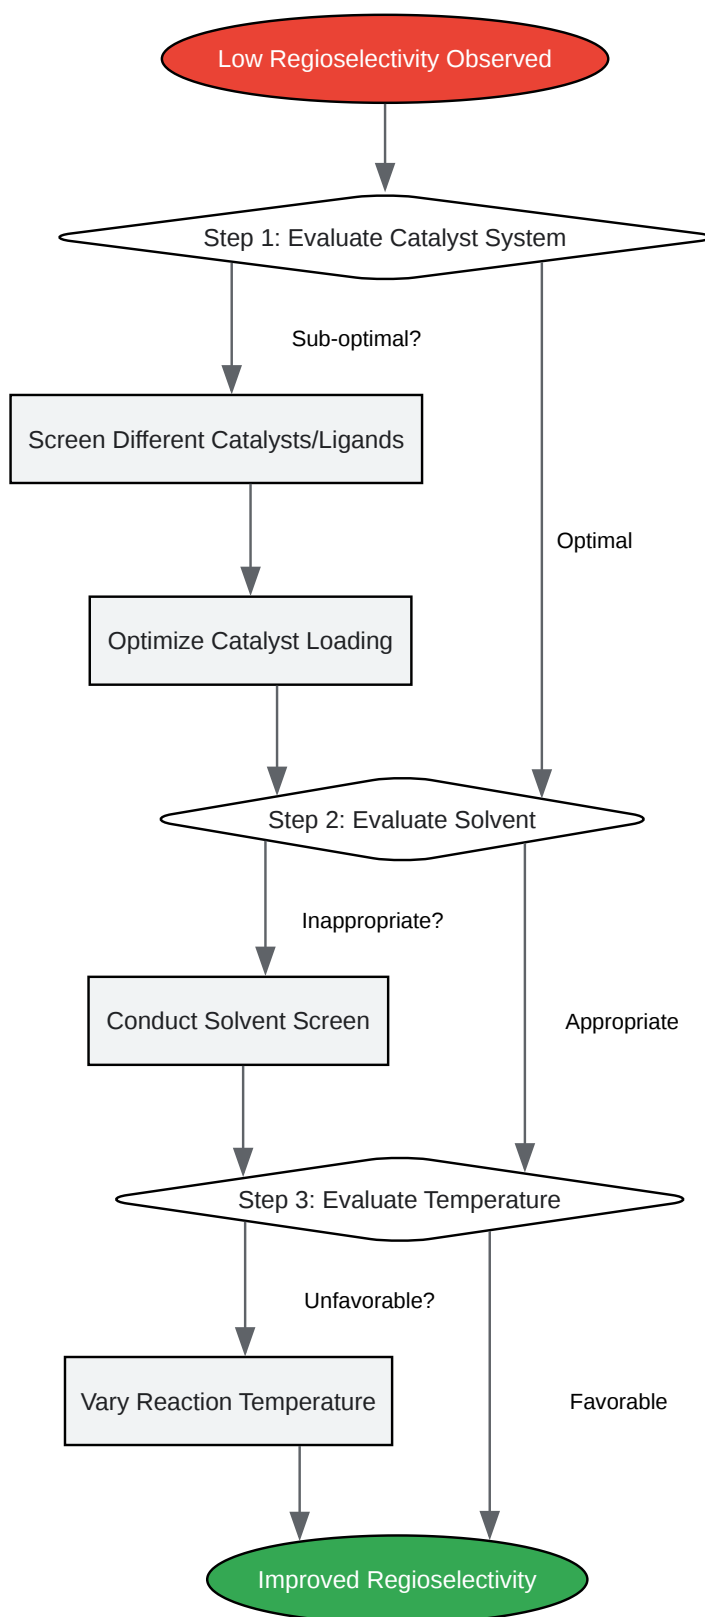 Low Regioselectivity Observed
Step 1: Evaluate Catalyst System
Sub-optimal?
Screen Different Catalysts/Ligands
Optimal
Optimize Catalyst Loading
Step 2: Evaluate Solvent
Inappropriate?
Conduct Solvent Screen
Appropriate
Step 3: Evaluate Temperature
Unfavorable?
Vary Reaction Temperature
Favorable
Improved Regioselectivity